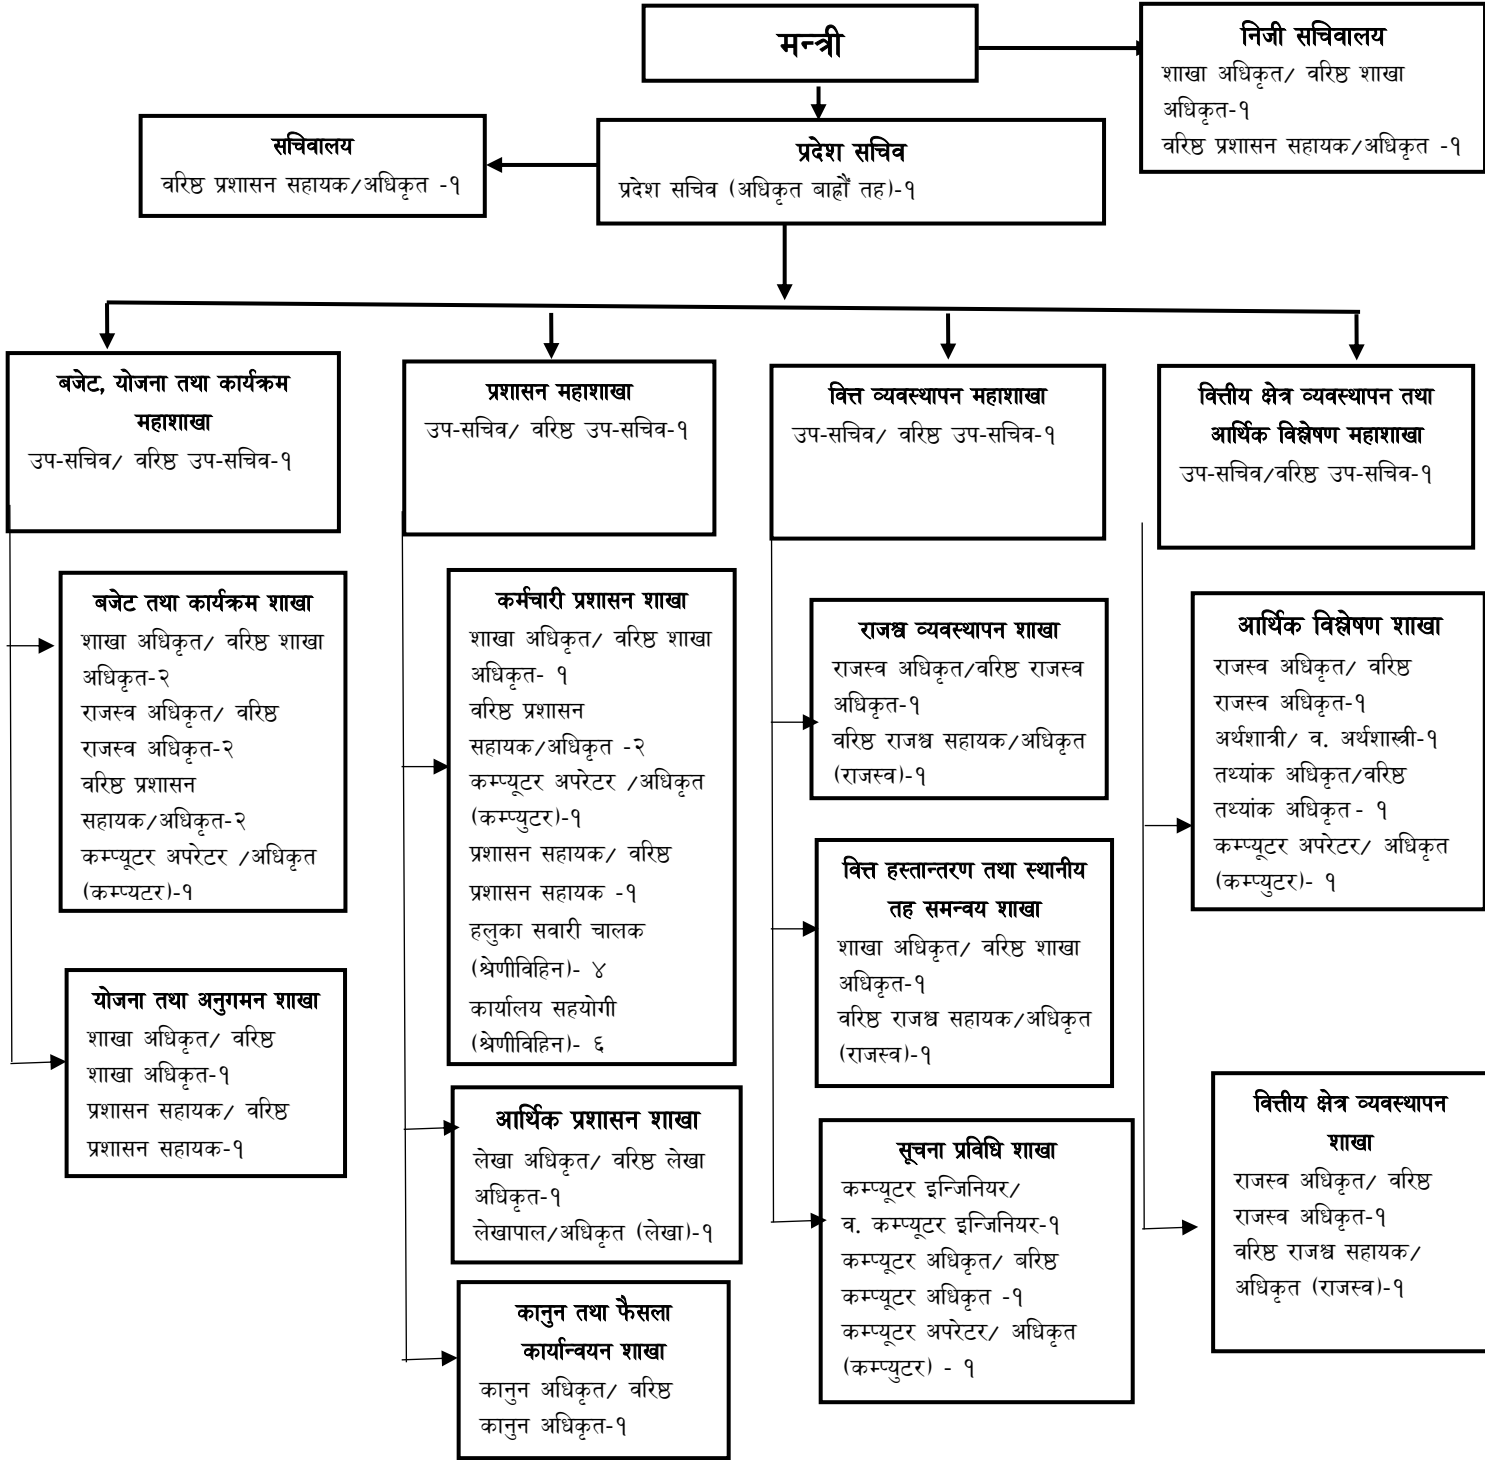 मन्त्री
निजी सचिवालय
शाखा अधिकृत/ वरिष्ठ शाखा
अधिकृत-१
वरिष्ठ प्रशासन सहायक/अधिकृत -१
सचिवालय
वरिष्ठ प्रशासन सहायक/अधिकृत -१
प्रदेश सचिव
प्रदेश सचिव (अधिकृत बाह्रौँ तह)-१
बजेट, योजना तथा कार्यक्रम
महाशाखा
उप-सचिव/ वरिष्ठ उप-सचिव-१
प्रशासन महाशाखा
उप-सचिव/ वरिष्ठ उप-सचिव-१
वित्त व्यवस्थापन महाशाखा
उप-सचिव/ वरिष्ठ उप-सचिव-१
वित्तीय क्षेत्र व्यवस्थापन तथा
आर्थिक विश्लेषण महाशाखा
उप-सचिव/वरिष्ठ उप-सचिव-१
बजेट तथा कार्यक्रम शाखा
शाखा अधिकृत/ वरिष्ठ शाखा
अधिकृत-२
राजस्व अधिकृत/ वरिष्ठ
राजस्व अधिकृत-२
वरिष्ठ प्रशासन
सहायक/अधिकृत-२
कम्प्यूटर अपरेटर /अधिकृत
(कम्प्यटर)-१
योजना तथा अनुगमन शाखा
शाखा अधिकृत/ वरिष्ठ
शाखा अधिकृत-१
प्रशासन सहायक/ वरिष्ठ
प्रशासन सहायक-१
कर्मचारी प्रशासन शाखा
शाखा अधिकृत/ वरिष्ठ शाखा
अधिकृत- १
वरिष्ठ प्रशासन
सहायक/अधिकृत -२
कम्प्यूटर अपरेटर /अधिकृत
(कम्प्युटर)-१
प्रशासन सहायक/ वरिष्ठ
प्रशासन सहायक -१
हलुका सवारी चालक
(श्रेणीविहिन)- ४
कार्यालय सहयोगी
(श्रेणीविहिन)- ६
आर्थिक प्रशासन शाखा
लेखा अधिकृत/ वरिष्ठ लेखा
अधिकृत-१
लेखापाल/अधिकृत (लेखा)-१
कानुन तथा फैसला
कार्यान्वयन शाखा
कानुन अधिकृत/ वरिष्ठ
कानुन अधिकृत-१
राजश्व व्यवस्थापन शाखा
राजस्व अधिकृत/वरिष्ठ राजस्व
अधिकृत-१
वरिष्ठ राजश्व सहायक/अधिकृत
(राजस्व)-१
वित्त हस्तान्तरण तथा स्थानीय
तह समन्वय शाखा
शाखा अधिकृत/ वरिष्ठ शाखा
अधिकृत-१
वरिष्ठ राजश्व सहायक/अधिकृत
(राजस्व)-१
सूचना प्रविधि शाखा
कम्प्यूटर इन्जिनियर/
व. कम्प्यूटर इन्जिनियर-१
कम्प्यूटर अधिकृत/ बरिष्ठ
कम्प्यूटर अधिकृत -१
कम्प्यूटर अपरेटर/ अधिकृत
(कम्प्युटर) - १
आर्थिक विश्लेषण शाखा
राजस्व अधिकृत/ वरिष्ठ
राजस्व अधिकृत-१
अर्थशात्री/ व. अर्थशास्त्री-१
तथ्यांक अधिकृत/वरिष्ठ
तथ्यांक अधिकृत - १
कम्प्यूटर अपरेटर/ अधिकृत
(कम्प्युटर)- १
वित्तीय क्षेत्र व्यवस्थापन
शाखा
राजस्व अधिकृत/ वरिष्ठ
राजस्व अधिकृत-१
वरिष्ठ राजश्व सहायक/
अधिकृत (राजस्व)-१